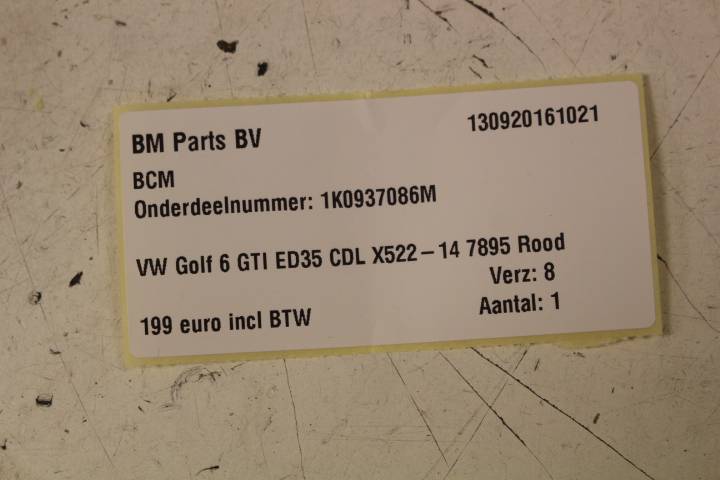 BM Parts BV 130920161021
BCM
Onderdeelnummer: 1K0937086M
VW Golf 6 GTI ED35 CDL X522-14 7895 Rood
Verz: 8
199 euro incl BTW Aantal: 1